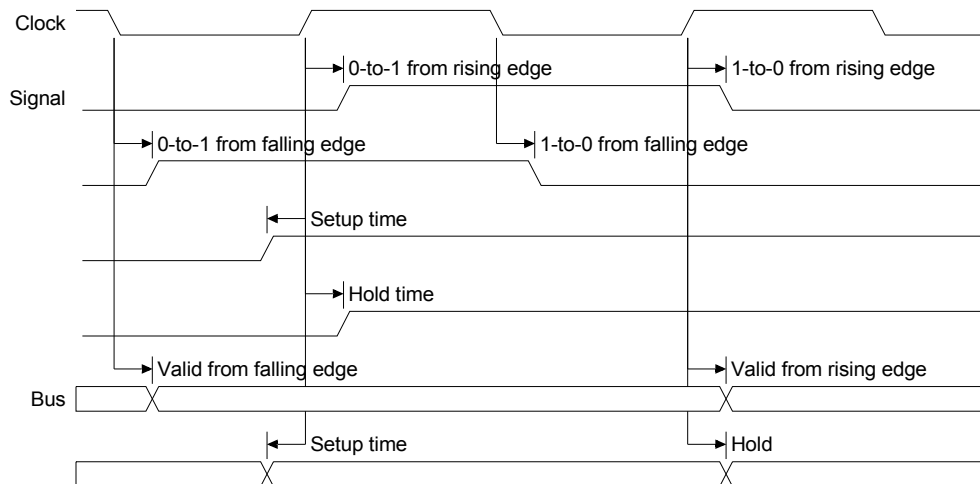 Clock
0-to-1 from rising edge
1-to-0 from rising edge
Signal
0-to-1 from falling edge
1-to-0 from falling edge
Setup time
Hold time
Valid from falling edge
Valid from rising edge
Bus
Setup time
Hold